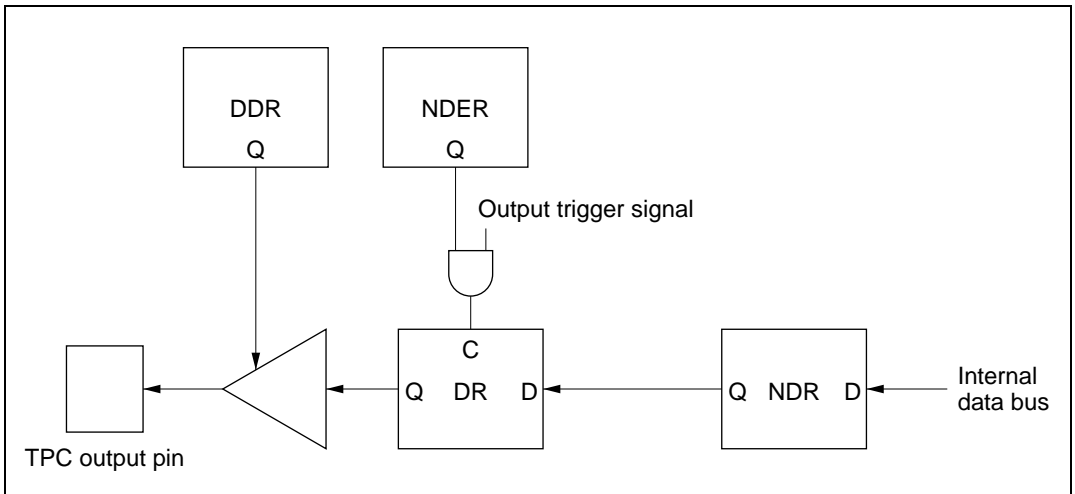 DDR
Q
NDER
Q
Output trigger signal
C
Q DR D
Q NDR D
Internal
data bus
TPC output pin